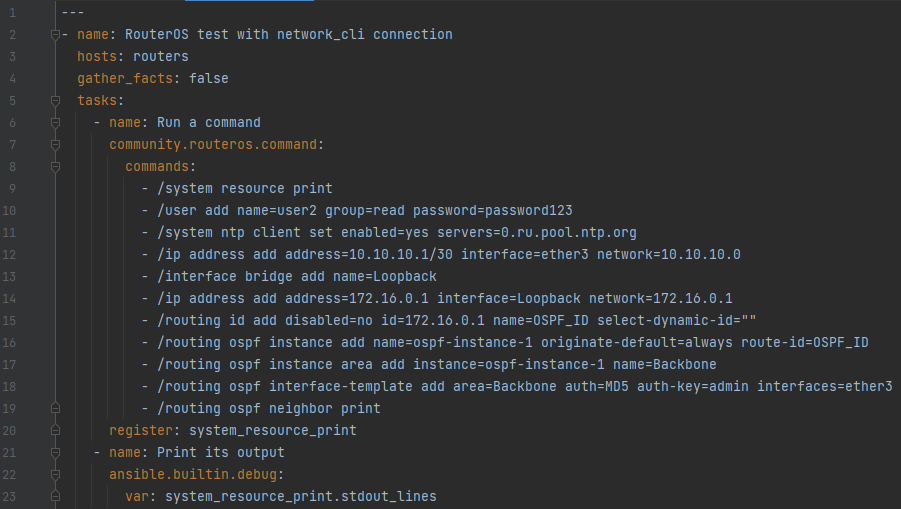 1 ---
2 - name: RouterOS test with network_cli connection
3 hosts: routers
4 gather_facts: false
5 tasks:
6 - name: Run a command
7 community.routeros.command:
8 commands:
9 - /system resource print
10 - /user add name=user2 group=read password=password123
11 - /system ntp client set enabled=yes servers=0.ru.pool.ntp.org
12 - /ip address add address=10.10.10.1/30 interface=ether3 network=10.10.10.0
13 - /interface bridge add name=Loopback
14 - /ip address add address=172.16.0.1 interface=Loopback network=172.16.0.1
15 - /routing id add disabled=no id=172.16.0.1 name=OSPF_ID select-dynamic-id=""
16 - /routing ospf instance add name=ospf-instance-1 originate-default=always route-id=OSPF_ID
17 - /routing ospf instance area add instance=ospf-instance-1 name=Backbone
18 - /routing ospf interface-template add area=Backbone auth=MD5 auth-key=admin interfaces=ether3
19 - /routing ospf neighbor print
20 register: system_resource_print
21 - name: Print its output
22 ansible.builtin.debug:
23 var: system_resource_print.stdout_lines